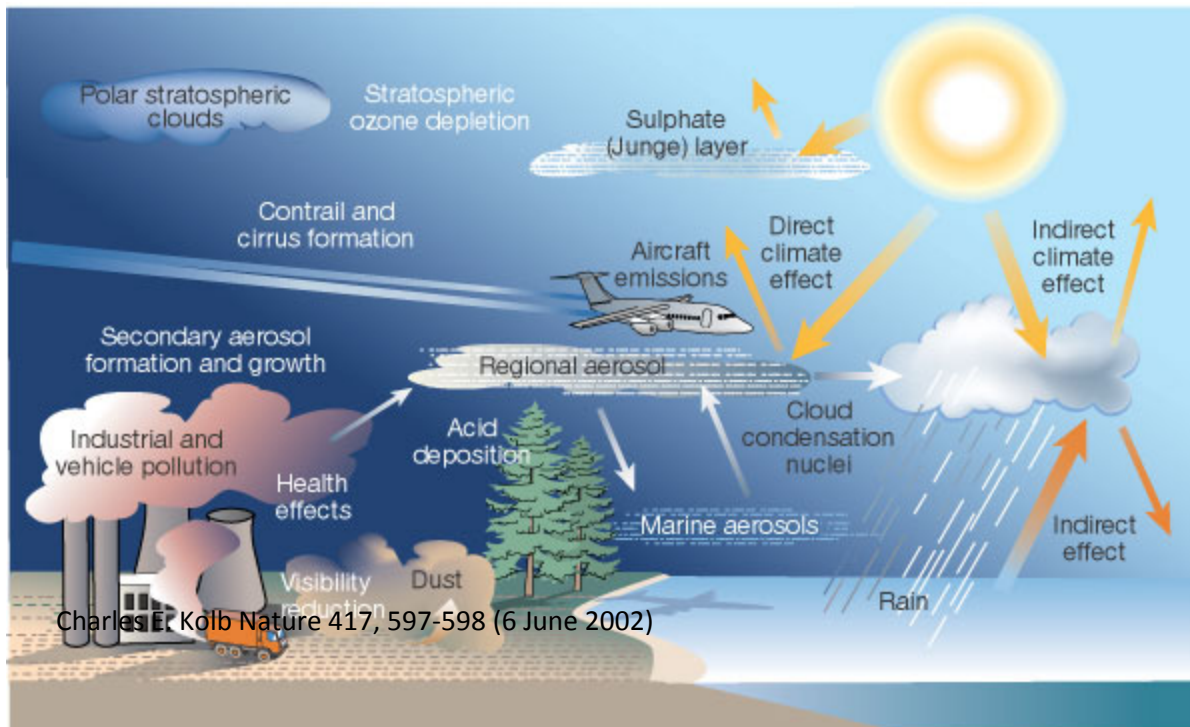 Polar stratospheric
clouds
Stratospheric
ozone depletion
Sulphate
(Junge) layer
Contrail and
cirrus formation
Aircraft
emissions
Direct
climate
effect
Indirect
climate
effect
Secondary aerosol
formation and growth
Regional aerosol
Industrial and
vehicle pollution
Acid
deposition
Cloud
condensation
nuclei
Health
effects
Marine aerosols
Indirect
effect
Visibility
reduction
Dust
Rain
Charles E. Kolb Nature 417, 597-598 (6 June 2002)